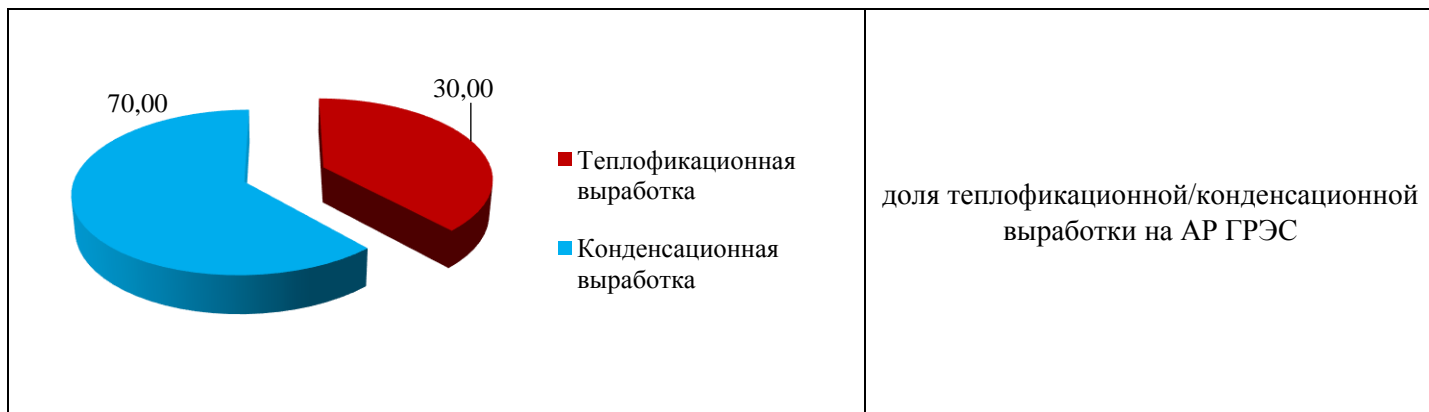 70,00
30,00
Теплофикационная
выработка
Конденсационная
выработка
доля теплофикационной/конденсационной
выработки на АР ГРЭС